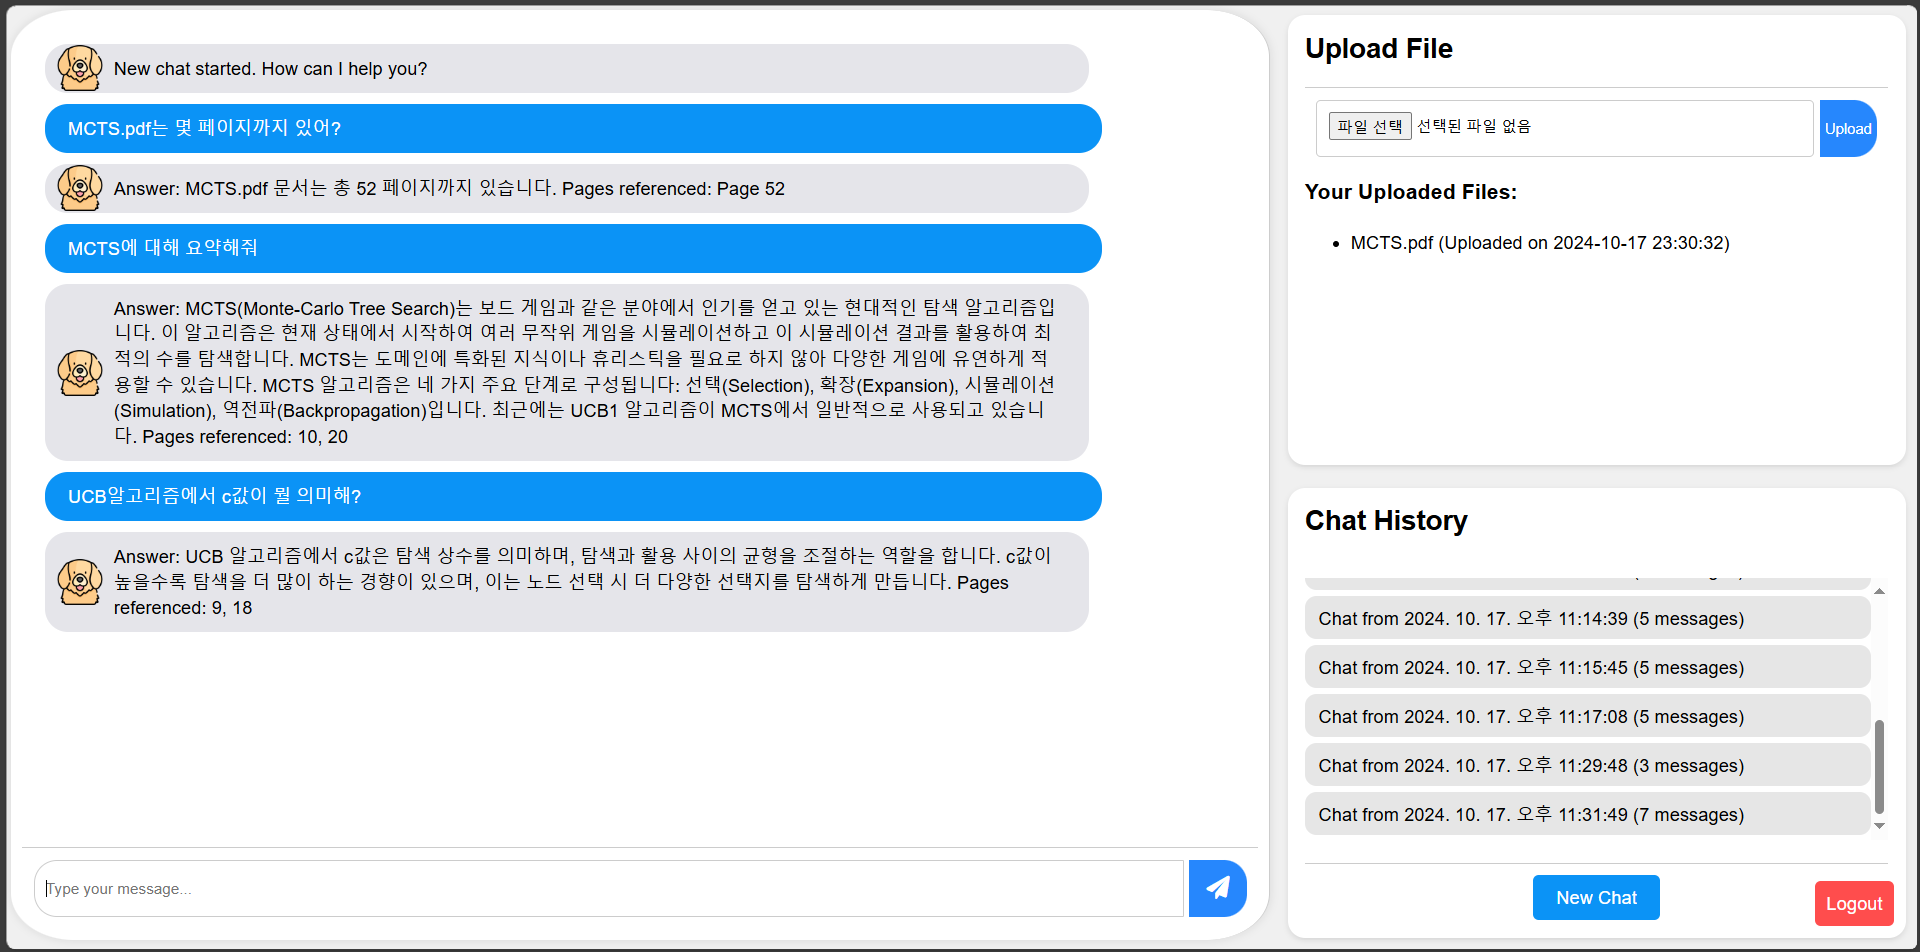 New chat started. How can I help you?
MCTS.pdf는 몇 페이지까지 있어?
Answer: MCTS.pdf 문서는 총 52 페이지까지 있습니다. Pages referenced: Page 52
MCTS에 대해 요약해줘
Answer: MCTS(Monte-Carlo Tree Search)는 보드 게임과 같은 분야에서 인기를 얻고 있는 현대적인 탐색 알고리즘입
니다. 이 알고리즘은 현재 상태에서 시작하여 여러 무작위 게임을 시뮬레이션하고 이 시뮬레이션 결과를 활용하여 최
적의 수를 탐색합니다. MCTS는 도메인에 특화된 지식이나 휴리스틱을 필요로 하지 않아 다양한 게임에 유연하게 적
용할 수 있습니다. MCTS 알고리즘은 네 가지 주요 단계로 구성됩니다: 선택(Selection), 확장(Expansion), 시뮬레이션
(Simulation), 역전파(Backpropagation)입니다. 최근에는 UCB1 알고리즘이 MCTS에서 일반적으로 사용되고 있습니
다. Pages referenced: 10, 20
UCB알고리즘에서 c값이 뭘 의미해?
Answer: UCB 알고리즘에서 c값은 탐색 상수를 의미하며, 탐색과 활용 사이의 균형을 조절하는 역할을 합니다. c값이
높을수록 탐색을 더 많이 하는 경향이 있으며, 이는 노드 선택 시 더 다양한 선택지를 탐색하게 만듭니다. Pages
referenced: 9, 18
Type your message...
Upload File
파일 선택 선택된 파일 없음
Upload
Your Uploaded Files:
• MCTS.pdf (Uploaded on 2024-10-17 23:30:32)
Chat History
Chat from 2024. 10. 17. 오후 11:14:39 (5 messages)
Chat from 2024. 10. 17. 오후 11:15:45 (5 messages)
Chat from 2024. 10. 17. 오후 11:17:08 (5 messages)
Chat from 2024. 10. 17. 오후 11:29:48 (3 messages)
Chat from 2024. 10. 17. 오후 11:31:49 (7 messages)
New Chat
Logout